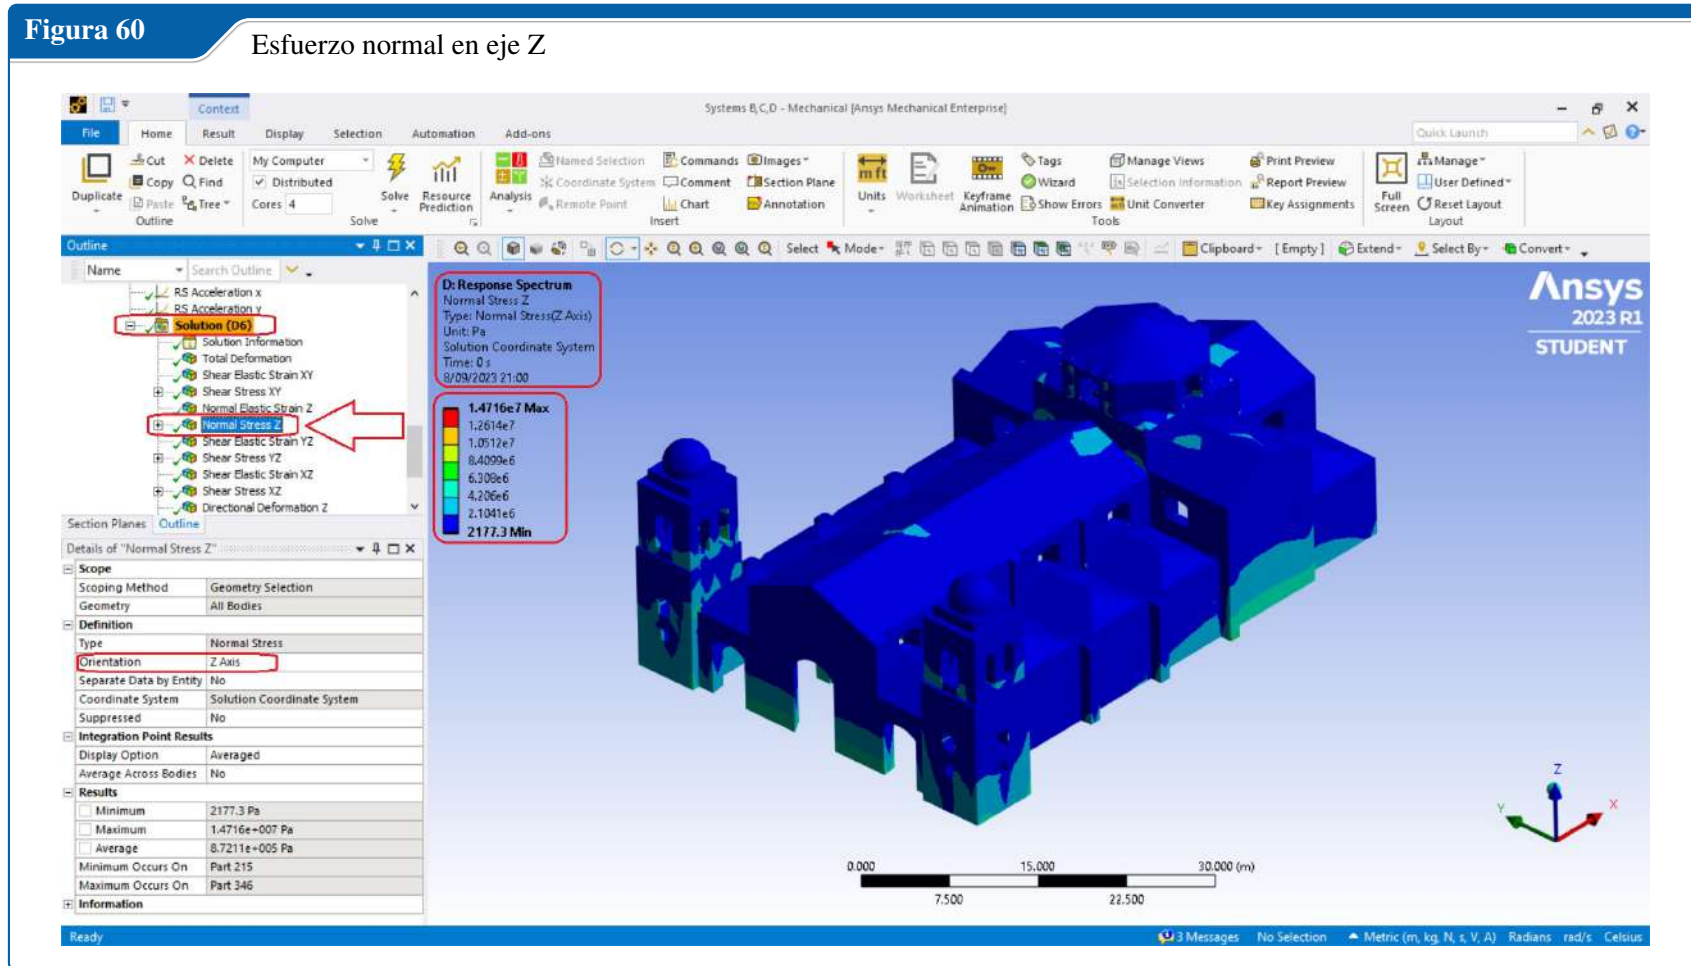 Figura 60
Esfuerzo normal en eje Z
Context
Systems B,C,D - Mechanical [Ansys Mechanical Enterprise]
File Home Result Display Selection Automation Add-ons
Quick Launch
Duplicate
Cut
Copy
Paste
Delete
Find
Tree
Outline
My Computer
Distributed
Cores 4
Solve
Solve
Resource Prediction
Analysis
Named Selection
Coordinate System
Remote Point
Commands
Comment
Chart
Images
Section Plane
Annotation
Insert
Units
Worksheet
Keyframe Animation
Tags
Wizard
Show Errors
Manage Views
Selection Information
Unit Converter
Print Preview
Report Preview
Key Assignments
Tools
Full Screen
Manage
User Defined
Reset Layout
Layout
Outline
Name Search Outline
Select Mode Clipboard [Empty] Extend Select By Convert
RS Acceleration x
RS Acceleration y
Solution (D6)
Solution Information
Total Deformation
Shear Elastic Strain XY
Shear Stress XY
Normal Elastic Strain Z
Normal Stress Z
Shear Elastic Strain YZ
Shear Stress YZ
Shear Elastic Strain XZ
Shear Stress XZ
Directional Deformation Z
Section Planes Outline
Details of "Normal Stress Z"
Scope
Scoping Method Geometry Selection
Geometry All Bodies
Definition
Type Normal Stress
Orientation Z Axis
Separate Data by Entity No
Coordinate System Solution Coordinate System
Suppressed No
Integration Point Results
Display Option Averaged
Average Across Bodies No
Results
Minimum 2177.3 Pa
Maximum 1.4716e+007 Pa
Average 8.7211e+005 Pa
Minimum Occurs On Part 215
Maximum Occurs On Part 346
Information
D: Response Spectrum
Normal Stress Z
Type: Normal Stress(Z Axis)
Unit: Pa
Solution Coordinate System
Time: 0 s
8/09/2023 21:00
1.4716e7 Max
1.2614e7
1.0512e7
8.4099e6
6.308e6
4.206e6
2.1041e6
2177.3 Min
Ansys
2023 R1
STUDENT
Z
Y
X
0.000 15.000 30.000 (m)
7.500 22.500
Ready
3 Messages No Selection Metric (m, kg, N, s, V, A) Radians rad/s Celsius